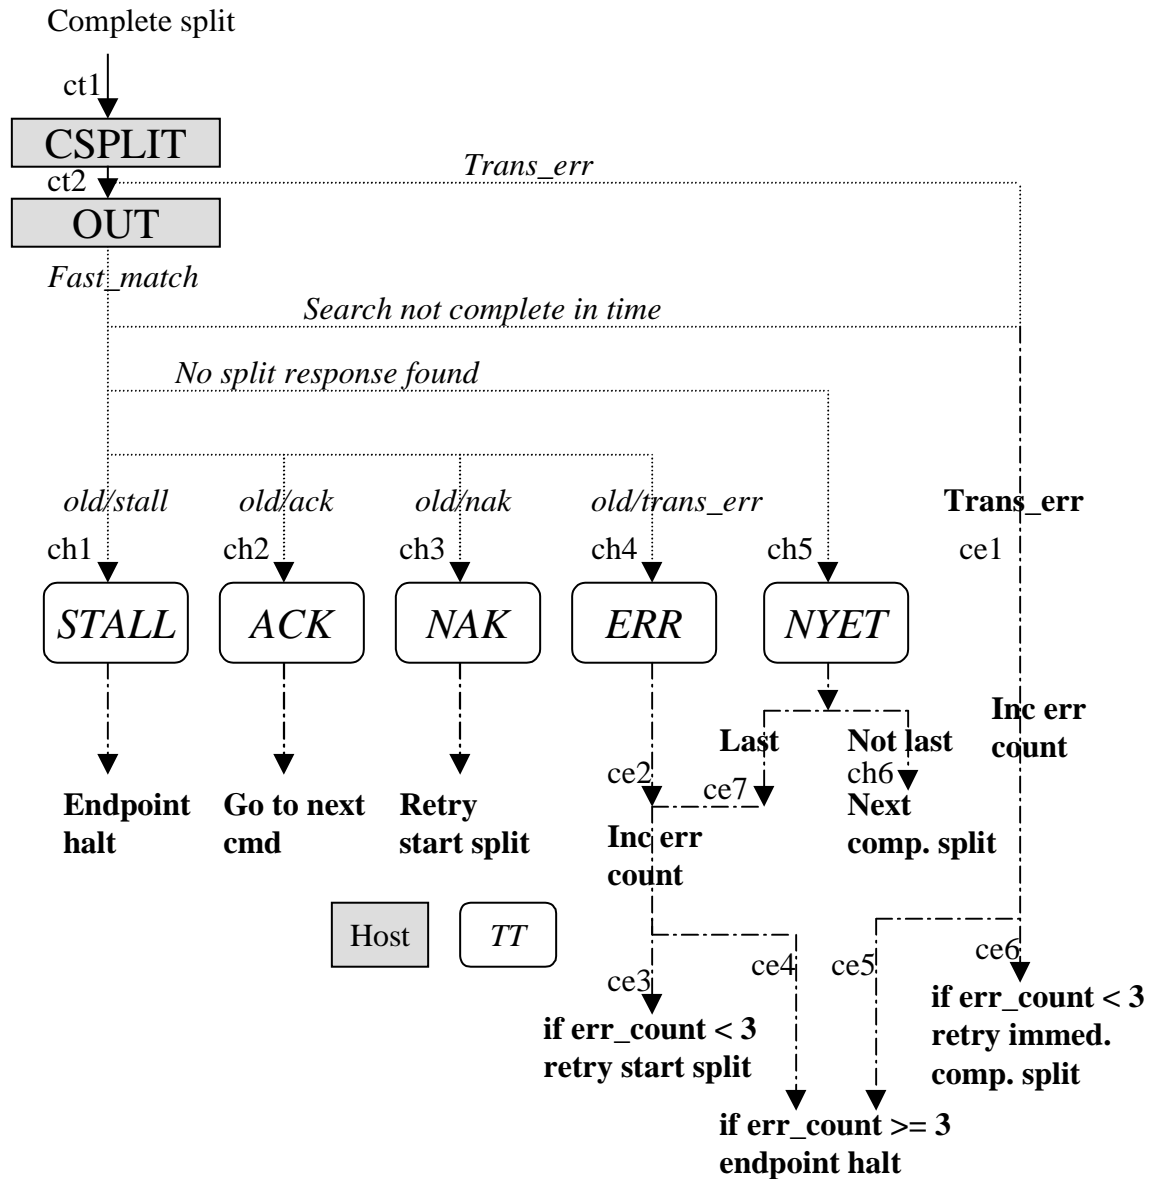 Complete split
ct1
CSPLIT
Trans_err
ct2
OUT
Fast_match
Search not complete in time
No split response found
old/stall
old/ack
old/nak
old/trans_err
Trans_err
ch1
ch2
ch3
ch4
ch5
ce1
STALL
ACK
NAK
ERR
NYET
Inc err
count
Last
Not last
ce2
ce7
ch6
Endpoint
halt
Go to next
cmd
Retry
start split
Next
comp. split
Inc err
count
Host
TT
ce3
ce4
ce5
ce6
if err_count < 3
retry start split
if err_count < 3
retry immed.
comp. split
if err_count >= 3
endpoint halt